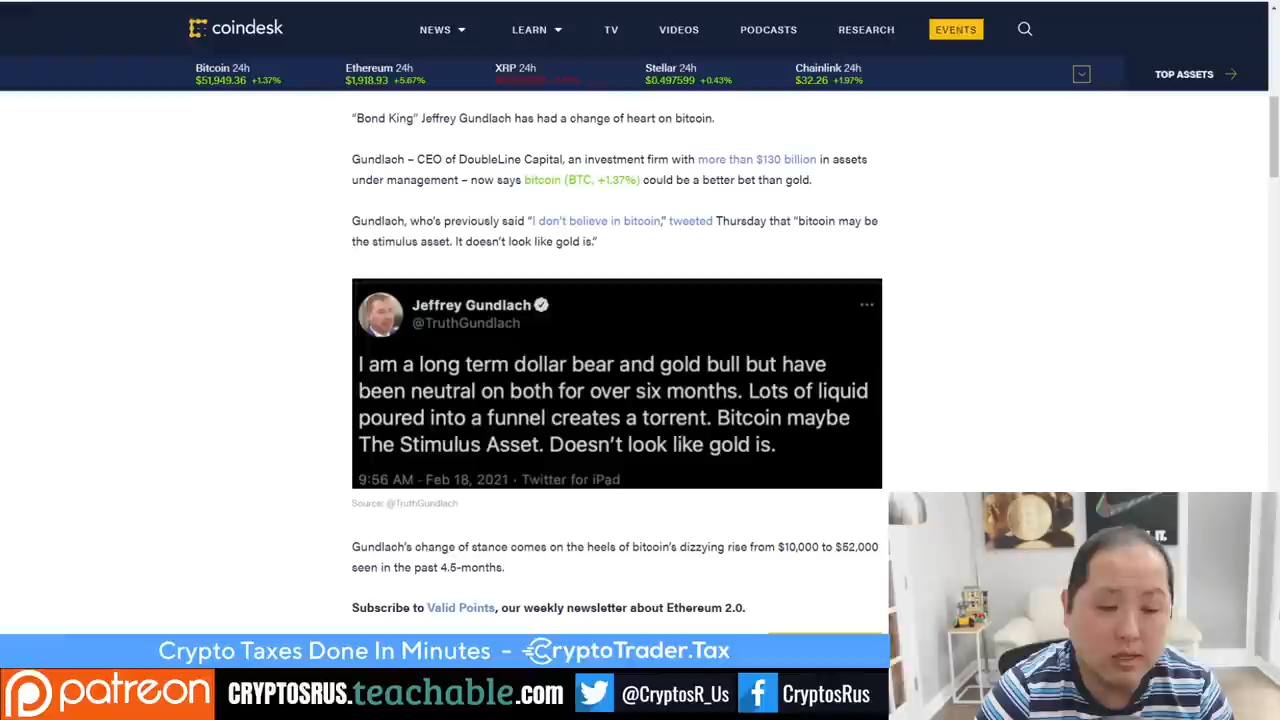 coindesk
NEWS LEARN TV VIDEOS PODCASTS RESEARCH EVENTS
Bitcoin 24h Ethereum 24h XRP 24h Stellar 24h Chainlink 24h
$51,949.36 +1.37% $1,918.93 +5.67% $0.497599 +0.43% $32.26 +1.97%
TOP ASSETS
“Bond King” Jeffrey Gundlach has had a change of heart on bitcoin.
Gundlach – CEO of DoubleLine Capital, an investment firm with more than $130 billion in assets
under management – now says bitcoin (BTC, +1.37%) could be a better bet than gold.
Gundlach, who’s previously said “I don’t believe in bitcoin,” tweeted Thursday that “bitcoin may be
the stimulus asset. It doesn’t look like gold is.”
Jeffrey Gundlach
@TruthGundlach
I am a long term dollar bear and gold bull but have
been neutral on both for over six months. Lots of liquid
poured into a funnel creates a torrent. Bitcoin maybe
The Stimulus Asset. Doesn’t look like gold is.
9:56 AM · Feb 18, 2021 · Twitter for iPad
Source: @TruthGundlach
Gundlach’s change of stance comes on the heels of bitcoin’s dizzying rise from $10,000 to $52,000
seen in the past 4.5-months.
Subscribe to Valid Points, our weekly newsletter about Ethereum 2.0.
IT.
Crypto Taxes Done In Minutes - CryptoTrader.Tax
patreon CRYPTOSRUS.teachable.com @CryptosR_Us CryptosRus